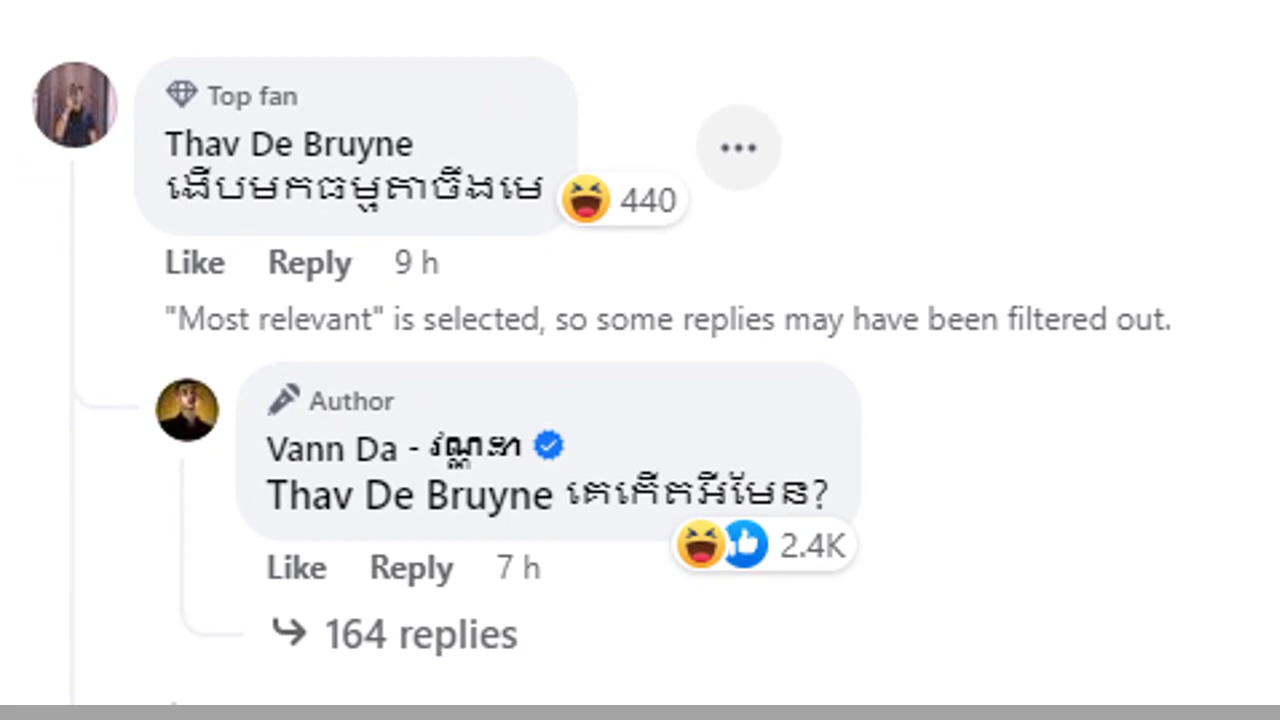 Top fan
Thav De Bruyne
ងើបមកធម្មតាចឹងមេ
440
Like Reply 9 h
"Most relevant" is selected, so some replies may have been filtered out.
Author
Vann Da - វណ្ណដា
Thav De Bruyne គេកើតអីមែន?
Like Reply 7 h
2.4K
164 replies